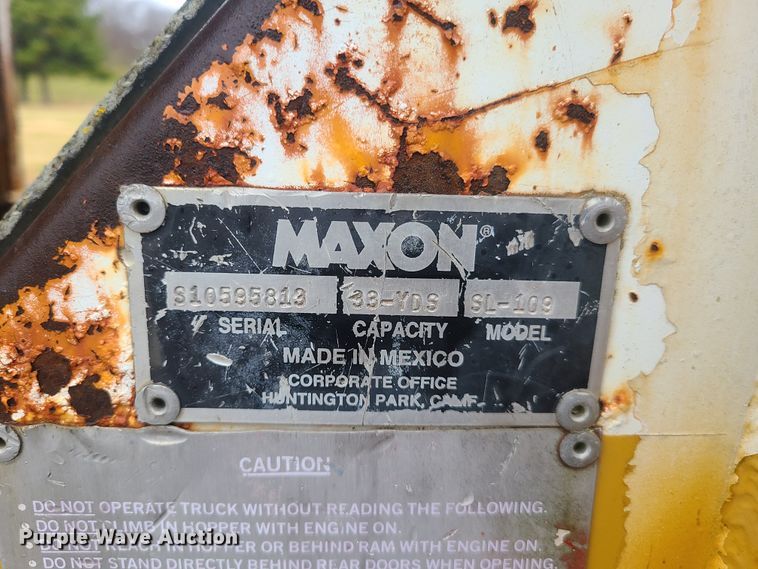 MAXON®
S10595813 33-YDS SL-109
SERIAL CAPACITY MODEL
MADE IN MEXICO
CORPORATE OFFICE
HUNTINGTON PARK, CALIF.
CAUTION
• DO NOT OPERATE TRUCK WITHOUT READING THE FOLLOWING.
• DO NOT CLIMB IN HOPPER WITH ENGINE ON.
• DO NOT REACH IN HOPPER OR BEHIND RAM WITH ENGINE ON.
• DO NOT STAND DIRECTLY BEHIND REAR DOORS WHEN OPENING.
Purple Wave Auction